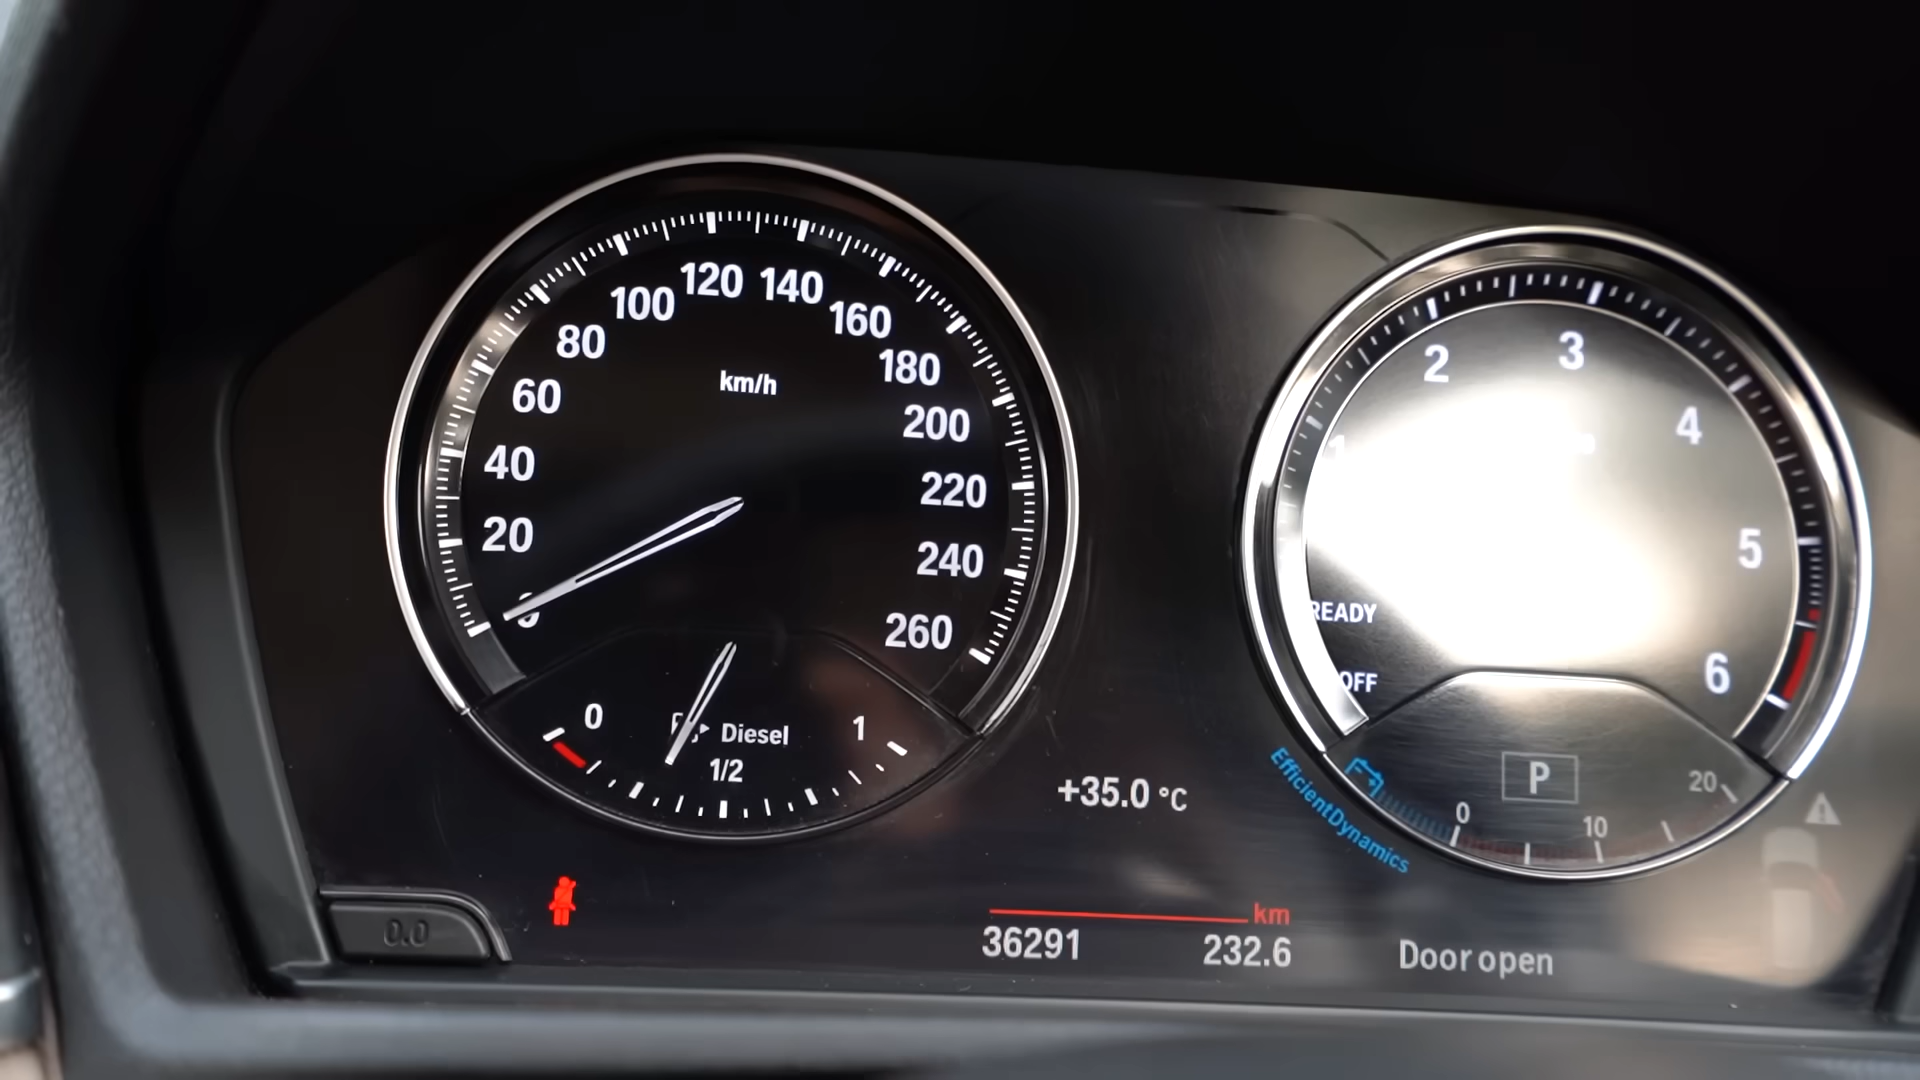 120 140
100 160
80 180
60 km/h 200
40 220
20 240
0 260
0 Diesel 1
1/2
+35.0 °C
km
36291 232.6
0.0
2 3
4
5
READY
OFF 6
P
0 10 20
EfficientDynamics
Door open